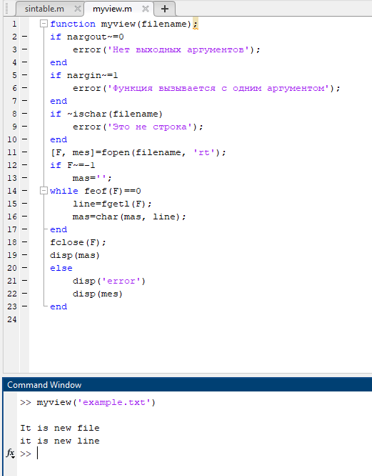 sintable.m × myview.m × +
1 function myview(filename);
2 if nargout~=0
3 error('Нет выходных аргументов');
4 end
5 if nargin~=1
6 error('Функция вызывается с одним аргументом');
7 end
8 if ~ischar(filename)
9 error('Это не строка');
10 end
11 [F, mes]=fopen(filename, 'rt');
12 if F~=-1
13 mas='';
14 while feof(F)==0
15 line=fgetl(F);
16 mas=char(mas, line);
17 end
18 fclose(F);
19 disp(mas)
20 else
21 disp('error')
22 disp(mes)
23 end
24
Command Window
>> myview('example.txt')
It is new file
it is new line
fx >>